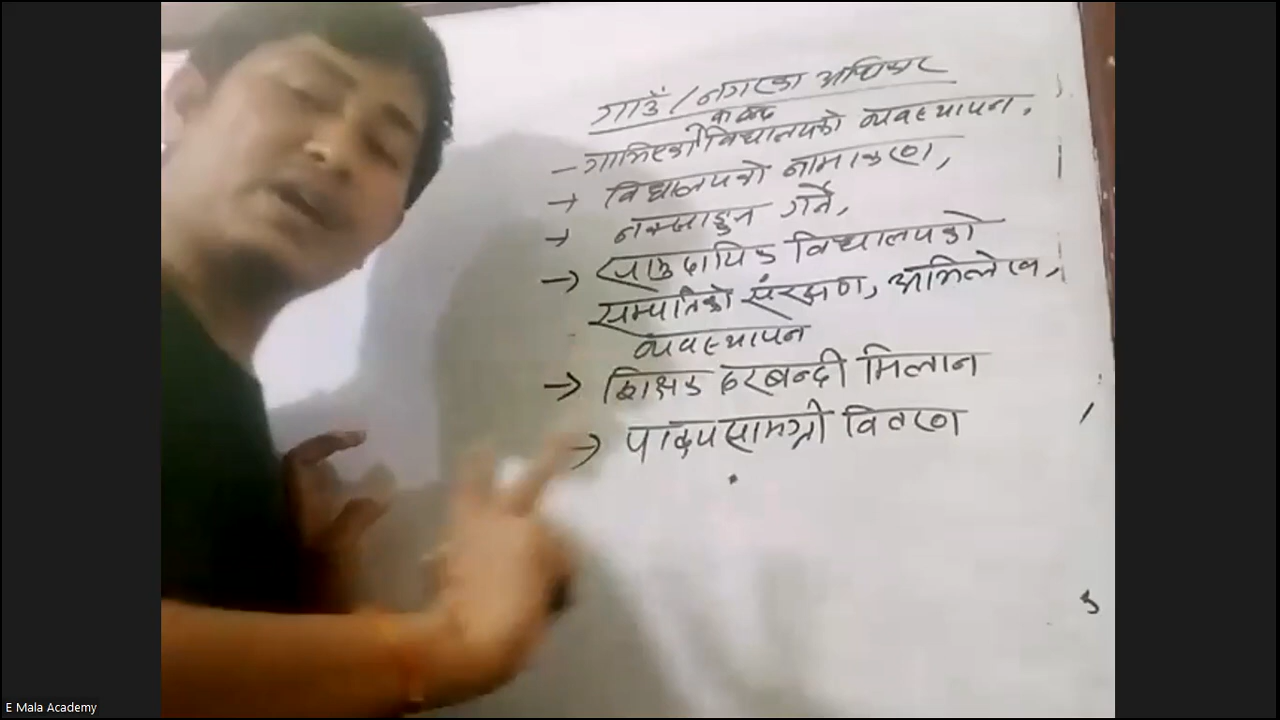 गाउँ / नगरका अधिकार
गाभिएको विद्यालयको व्यवस्थापन,
→ विद्यालयको नामाकरण,
→ नक्साङ्कन गर्ने,
→ सामुदायिक विद्यालयको
सम्पतिको संरक्षण, अभिलेख,
व्यवस्थापन
→ शिक्षक दरबन्दी मिलान
→ पाठ्यसामग्री वितरण
E Mala Academy